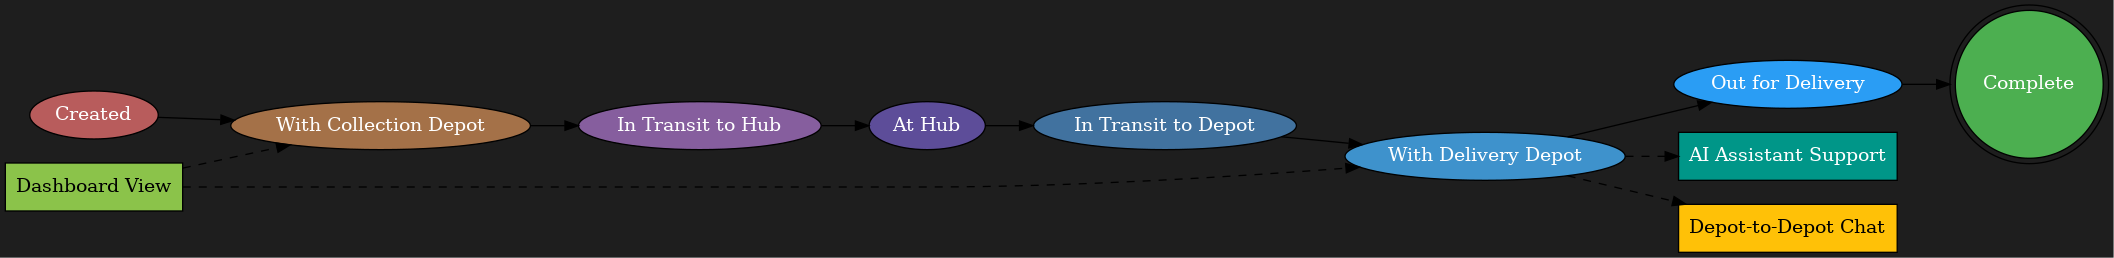 Created
With Collection Depot
In Transit to Hub
At Hub
In Transit to Depot
With Delivery Depot
Out for Delivery
Complete
Dashboard View
AI Assistant Support
Depot-to-Depot Chat